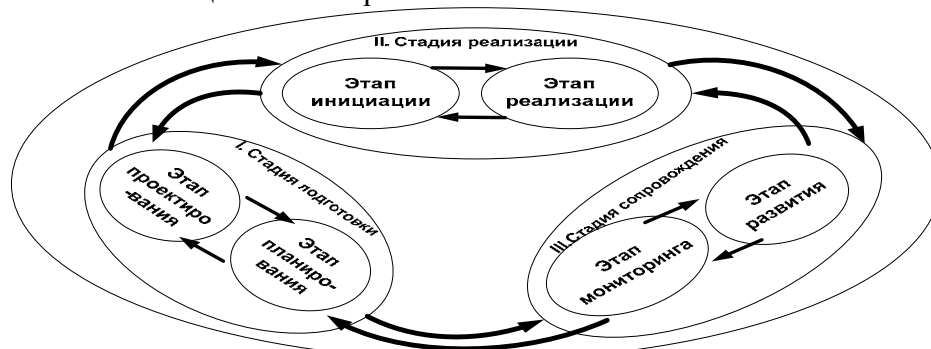 II. Стадия реализации
Этап
инициации
Этап
реализации
I. Стадия лодготовки
Этап
проектиро
-вания
Этап
планиро-
вания
III Стадия сопровождения
Этап
мониторинга
Этап
развития